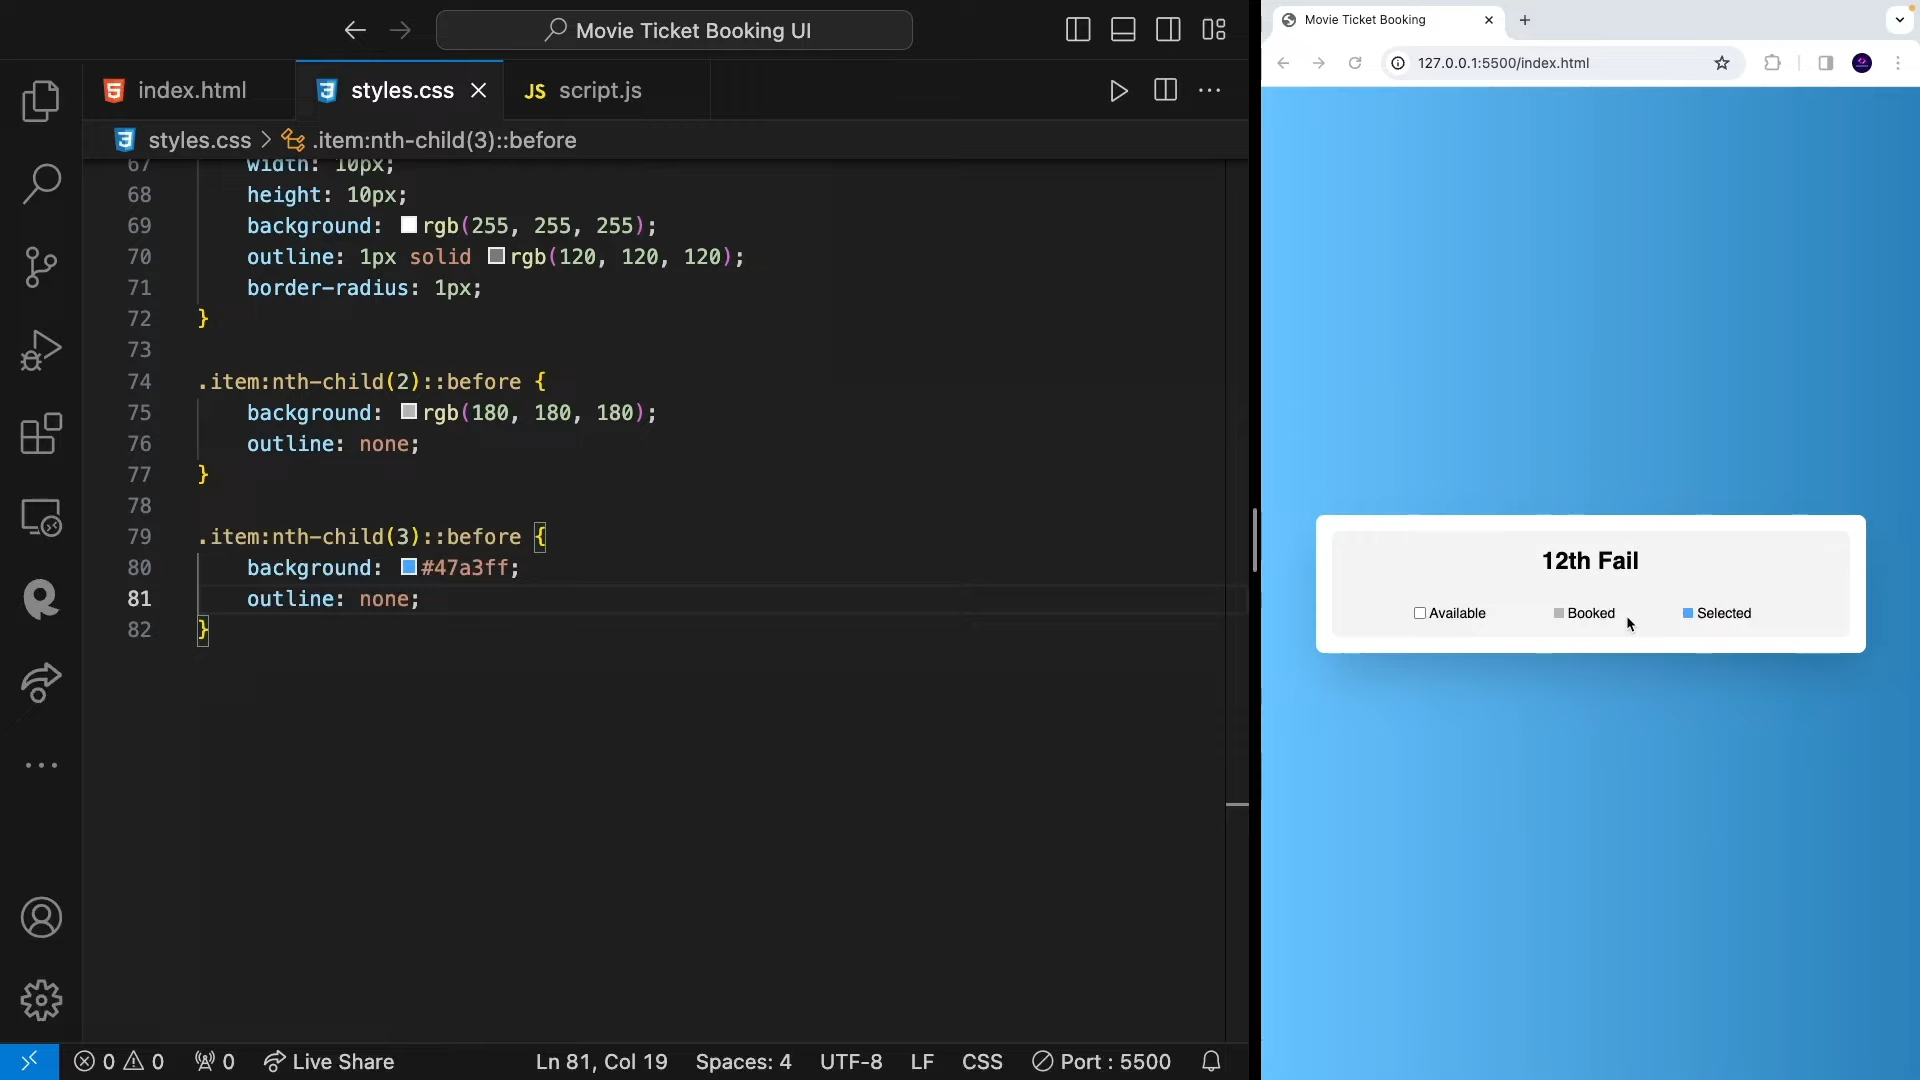 Movie Ticket Booking UI
index.html
styles.css
JS script.js
styles.css > .item:nth-child(3)::before
67 width: 10px;
68 height: 10px;
69 background: rgb(255, 255, 255);
70 outline: 1px solid rgb(120, 120, 120);
71 border-radius: 1px;
72 }
73
74 .item:nth-child(2)::before {
75 background: rgb(180, 180, 180);
76 outline: none;
77 }
78
79 .item:nth-child(3)::before {
80 background: #47a3ff;
81 outline: none;
82 }
0 0 0 Live Share Ln 81, Col 19 Spaces: 4 UTF-8 LF CSS Port : 5500
Movie Ticket Booking
127.0.0.1:5500/index.html
12th Fail
Available Booked Selected